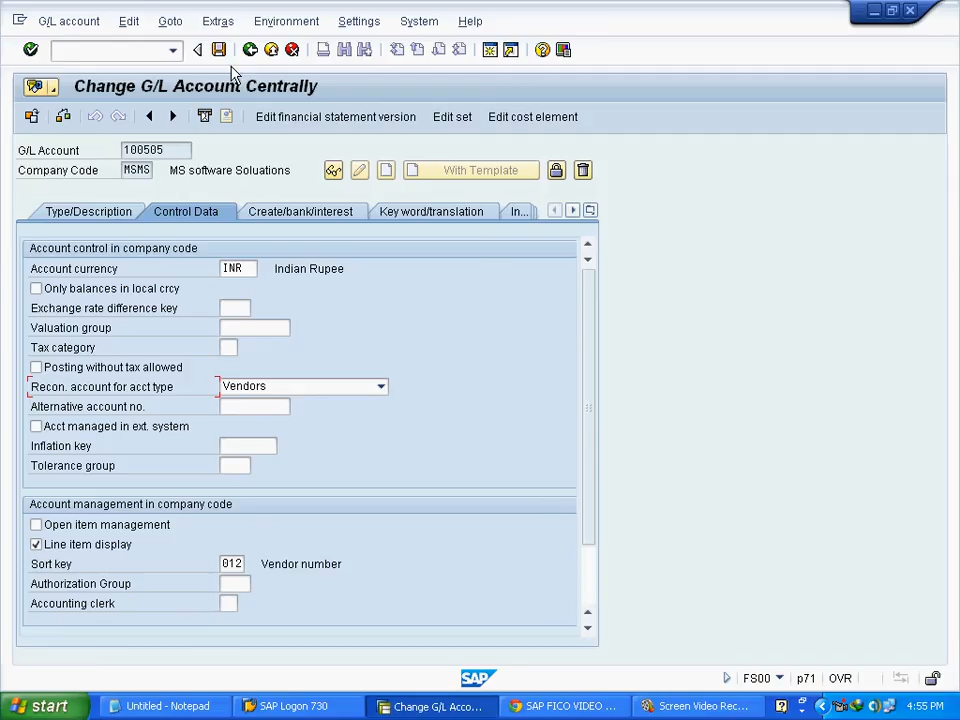 G/L account Edit Goto Extras Environment Settings System Help
Change G/L Account Centrally
Edit financial statement version Edit set Edit cost element
G/L Account 100505
Company Code MSMS MS software Soluations With Template
Type/Description Control Data Create/bank/interest Key word/translation In...
Account control in company code
Account currency INR Indian Rupee
Only balances in local crcy
Exchange rate difference key
Valuation group
Tax category
Posting without tax allowed
Recon. account for acct type Vendors
Alternative account no.
Acct managed in ext. system
Inflation key
Tolerance group
Account management in company code
Open item management
Line item display
Sort key 012 Vendor number
Authorization Group
Accounting clerk
SAP FS00 p71 OVR
start Untitled - Notepad SAP Logon 730 Change G/L Acco... SAP FICO VIDEO ... Screen Video Rec... 4:55 PM